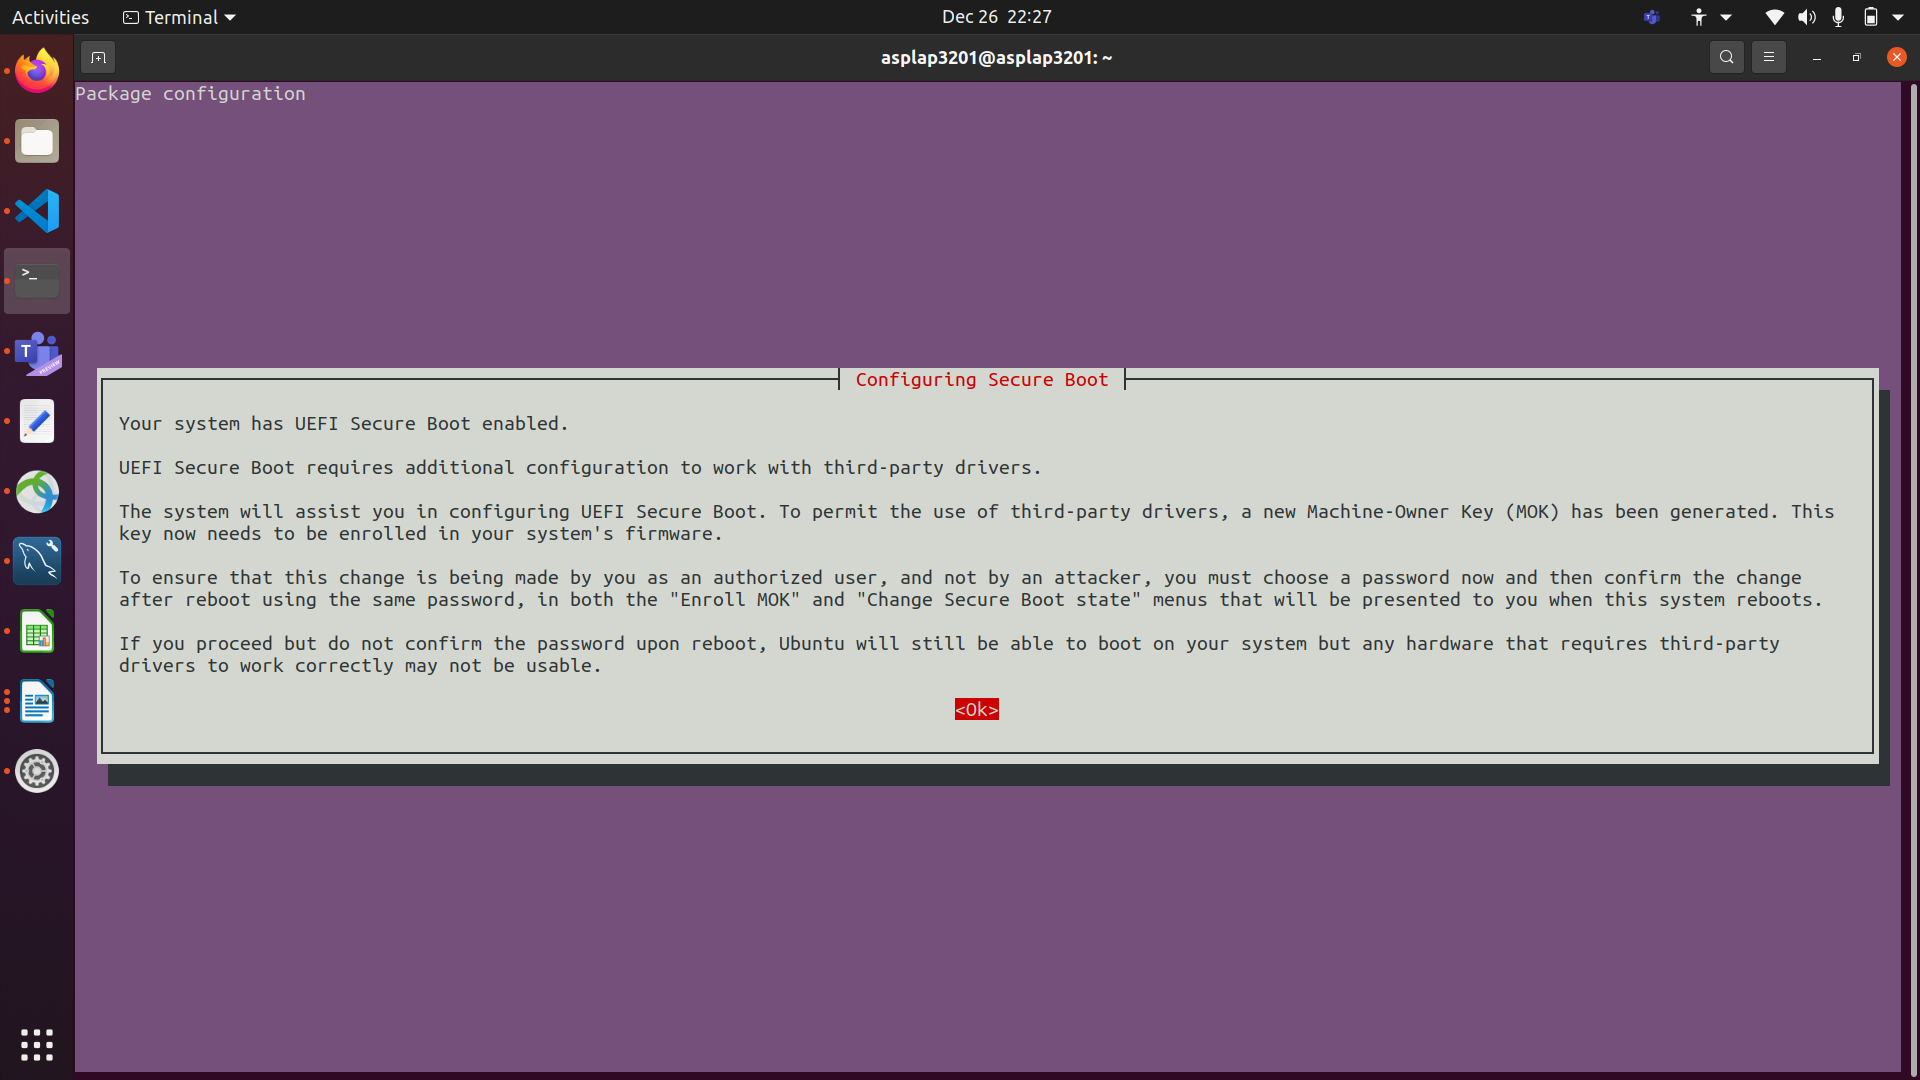 Activities
Terminal
Dec 26 22:27
asplap3201@asplap3201: ~
Package configuration
Configuring Secure Boot
Your system has UEFI Secure Boot enabled.
UEFI Secure Boot requires additional configuration to work with third-party drivers.
The system will assist you in configuring UEFI Secure Boot. To permit the use of third-party drivers, a new Machine-Owner Key (MOK) has been generated. This
key now needs to be enrolled in your system's firmware.
To ensure that this change is being made by you as an authorized user, and not by an attacker, you must choose a password now and then confirm the change
after reboot using the same password, in both the "Enroll MOK" and "Change Secure Boot state" menus that will be presented to you when this system reboots.
If you proceed but do not confirm the password upon reboot, Ubuntu will still be able to boot on your system but any hardware that requires third-party
drivers to work correctly may not be usable.
<Ok>
>_
T
PREVIEW